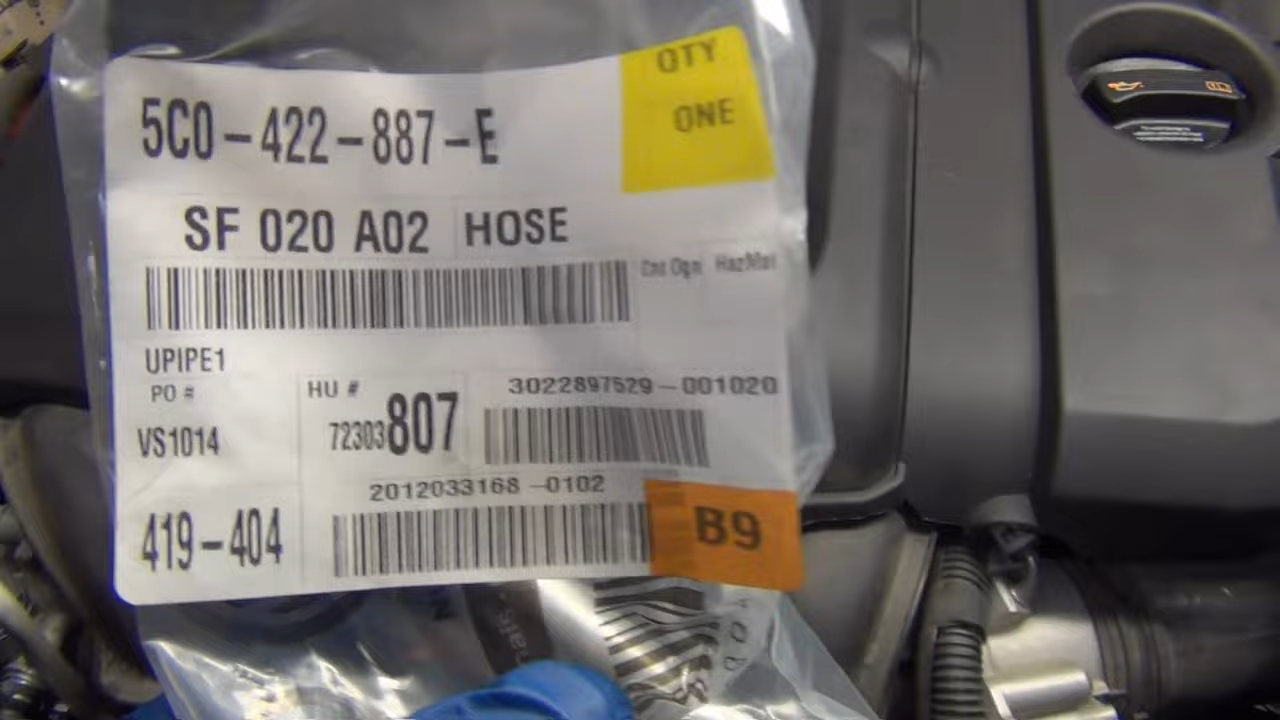 QTY
ONE
5C0-422-887-E
SF 020 A02 HOSE
Cnt Ogn HazMat
UPIPE1
PO #
HU #
3022897529-001020
VS1014
72303807
2012033168-0102
419-404
B9